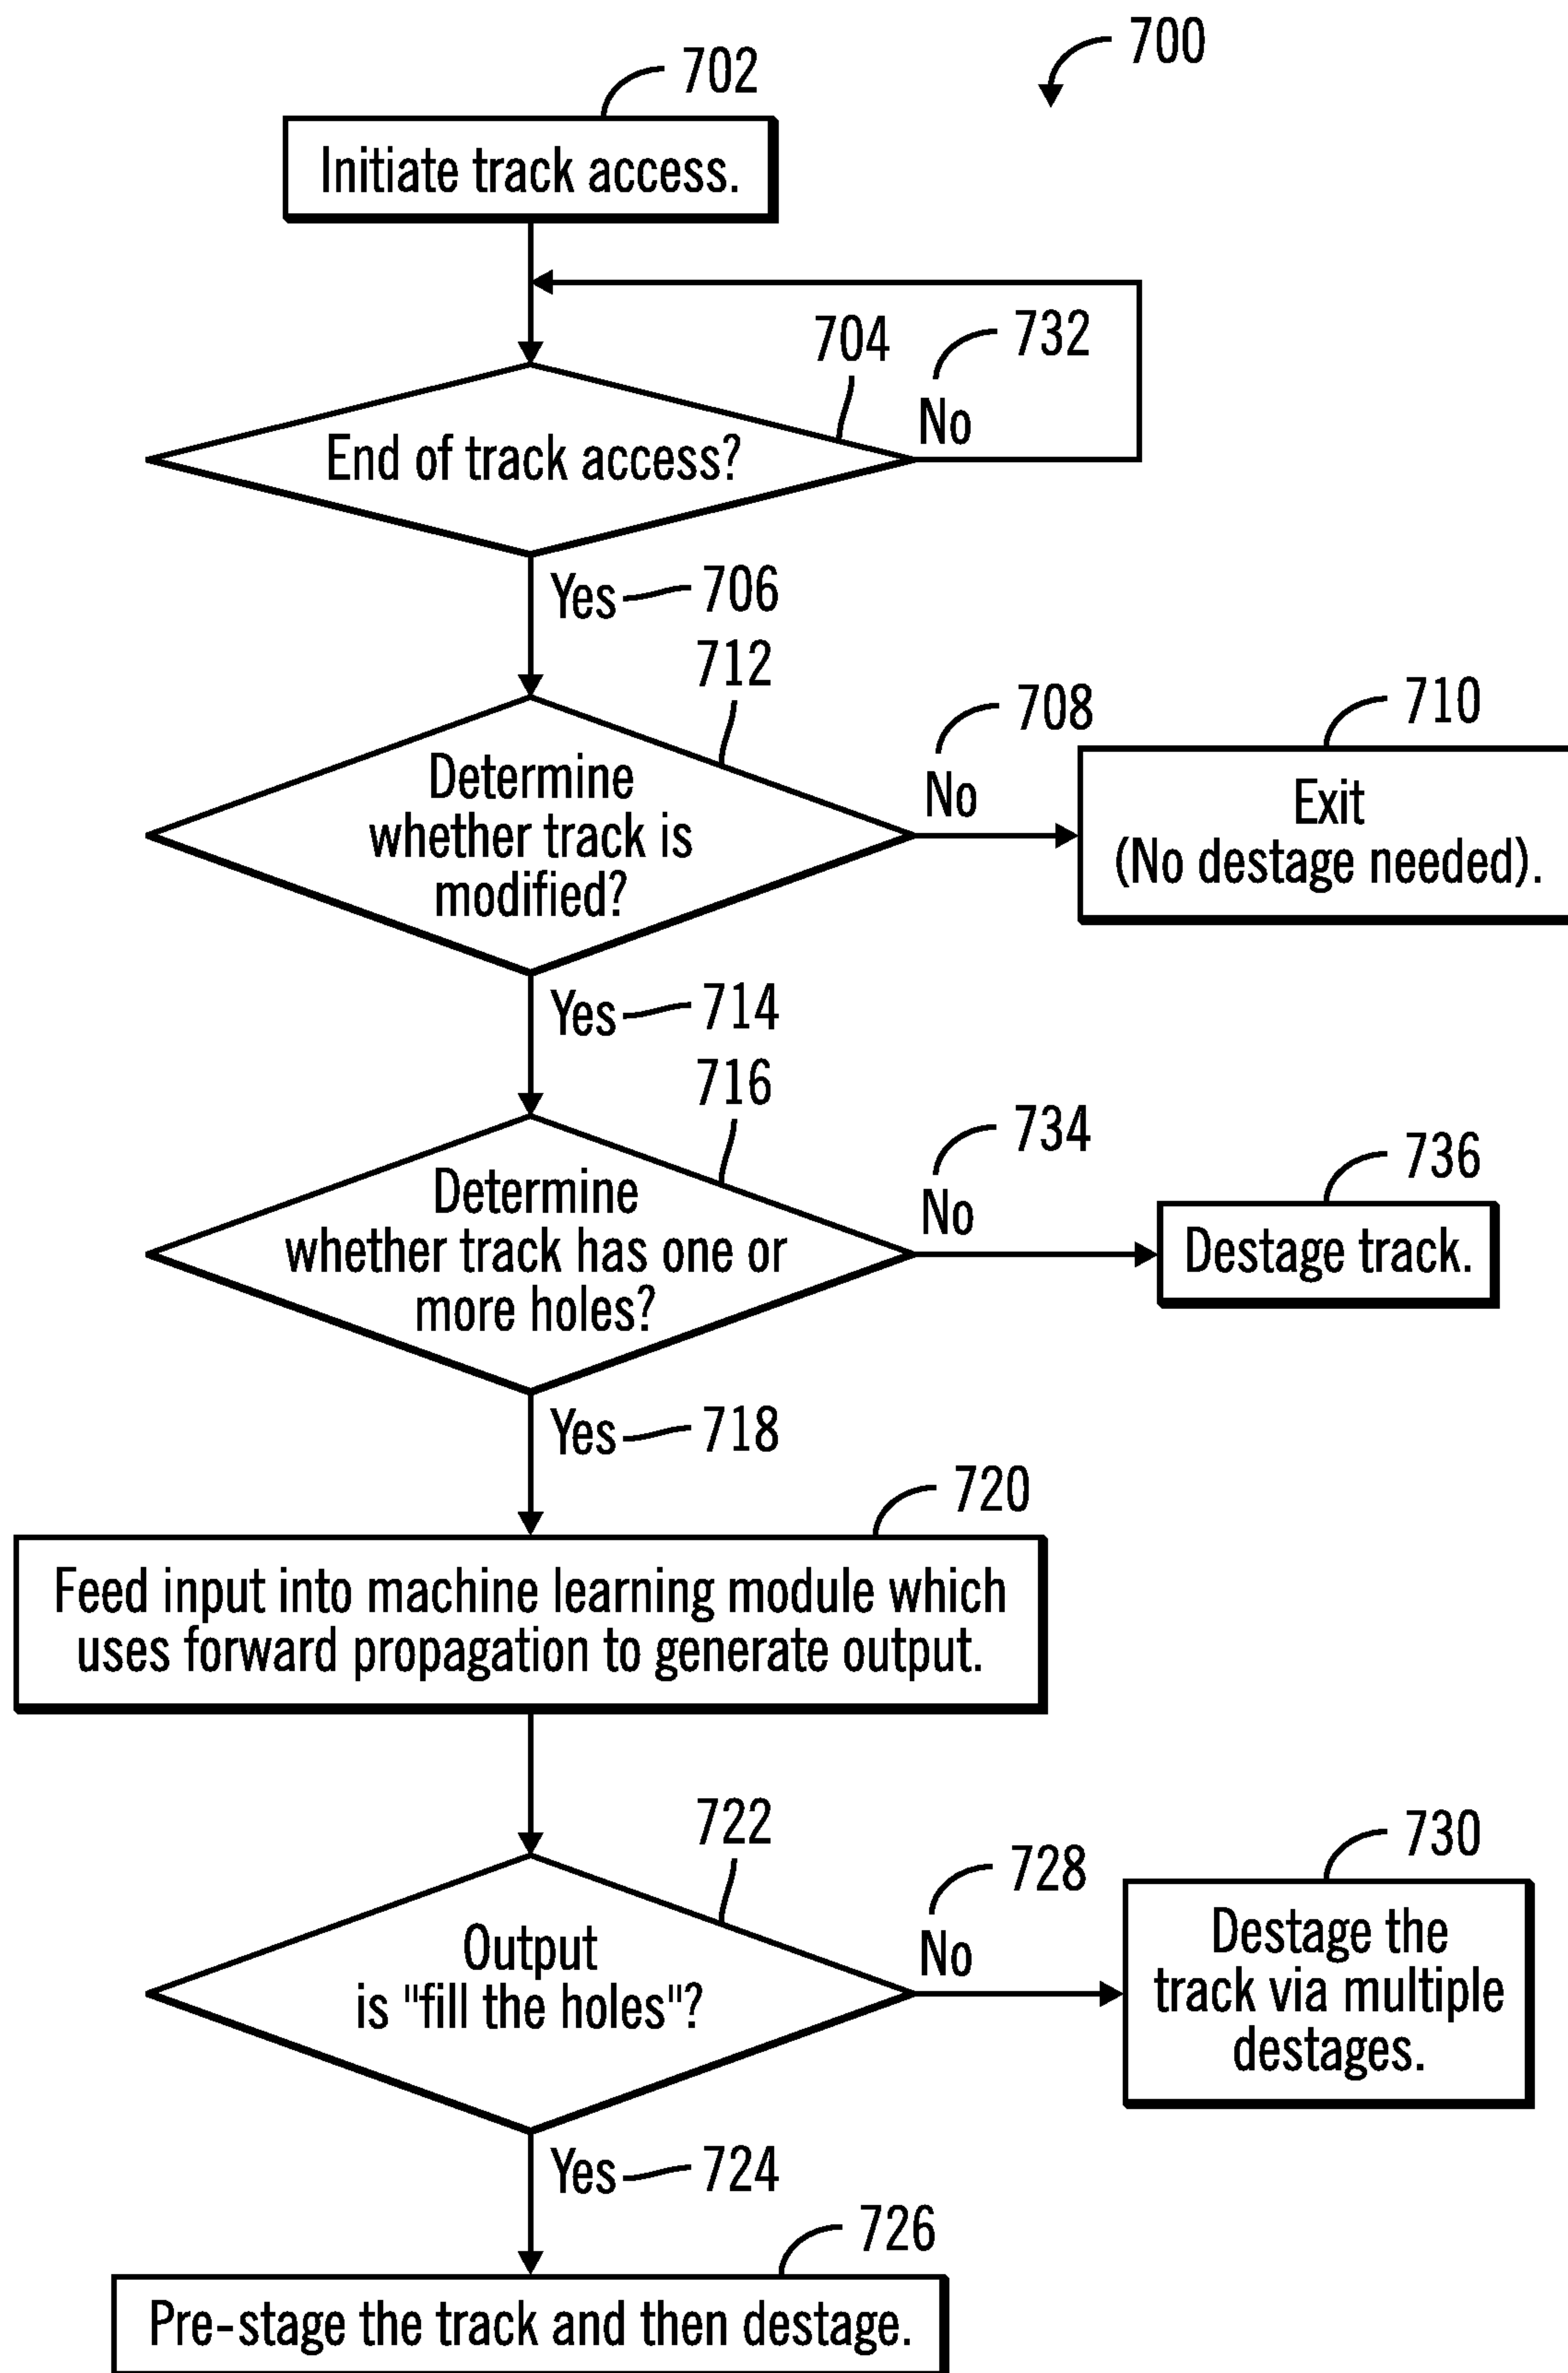 700
702
Initiate track access.
704
732
No
End of track access?
Yes
706
712
708
710
No
Determine
whether track is
modified?
Exit
(No destage needed).
Yes
714
716
734
736
No
Determine
whether track has one or
more holes?
Destage track.
Yes
718
720
Feed input into machine learning module which
uses forward propagation to generate output.
722
728
730
No
Output
is "fill the holes"?
Destage the
track via multiple
destages.
Yes
724
726
Pre-stage the track and then destage.